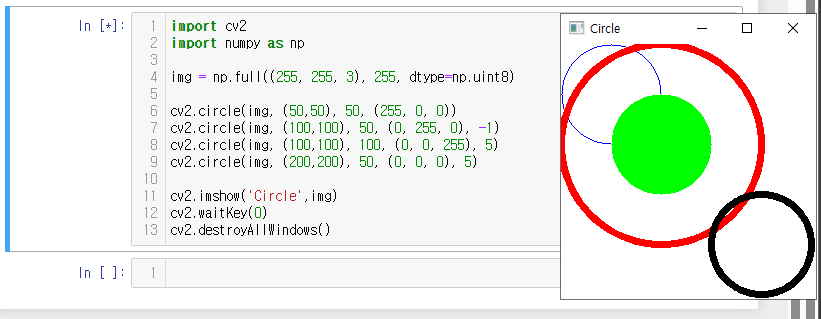 In [*]:
1 import cv2
2 import numpy as np
3
4 img = np.full((255, 255, 3), 255, dtype=np.uint8)
5
6 cv2.circle(img, (50,50), 50, (255, 0, 0))
7 cv2.circle(img, (100,100), 50, (0, 255, 0), -1)
8 cv2.circle(img, (100,100), 100, (0, 0, 255), 5)
9 cv2.circle(img, (200,200), 50, (0, 0, 0), 5)
10
11 cv2.imshow('Circle',img)
12 cv2.waitKey(0)
13 cv2.destroyAllWindows()
Circle
In [ ]:
1